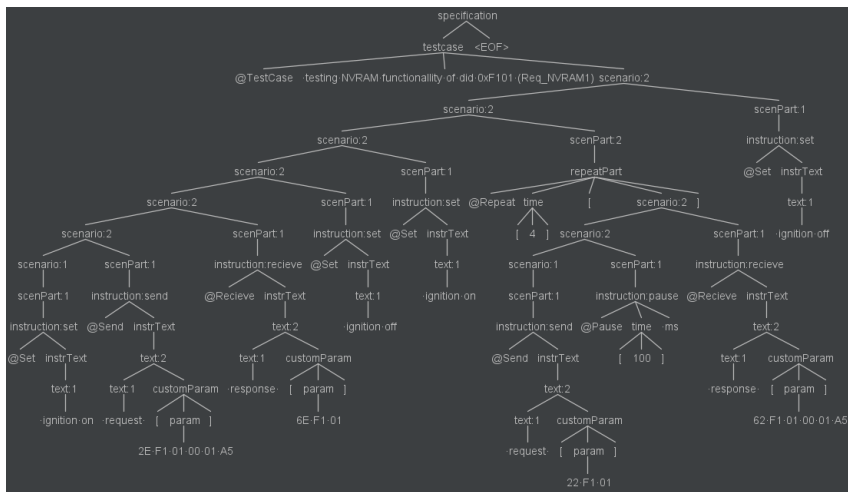 specification
testcase <EOF>
@TestCase ·testing·NVRAM·functionallity·of·did·0xF101·(Req_NVRAM1) scenario:2
scenario:2 scenPart:1
scenario:2 scenPart:2 instruction:set
scenario:2 scenPart:1 repeatPart @Set instrText
scenario:2 scenPart:1 instruction:set @Repeat time [ scenario:2 ] text:1
scenario:2 scenPart:1 instruction:set @Set instrText [ 4 ] scenario:2 scenPart:1 ·ignition·off
scenario:1 scenPart:1 instruction:recieve @Set instrText text:1 scenario:1 scenPart:1 instruction:recieve
scenPart:1 instruction:send @Recieve instrText text:1 ·ignition·on scenPart:1 instruction:pause @Recieve instrText
instruction:set @Send instrText text:2 ·ignition·off instruction:send @Pause time ·ms text:2
@Set instrText text:2 text:1 customParam @Send instrText [ 100 ] text:1 customParam
text:1 text:1 customParam ·response· [ param ] text:2 ·response· [ param ]
·ignition·on ·request· [ param ] 6E·F1·01 text:1 customParam 62·F1·01·00·01·A5
2E·F1·01·00·01·A5 ·request· [ param ]
22·F1·01